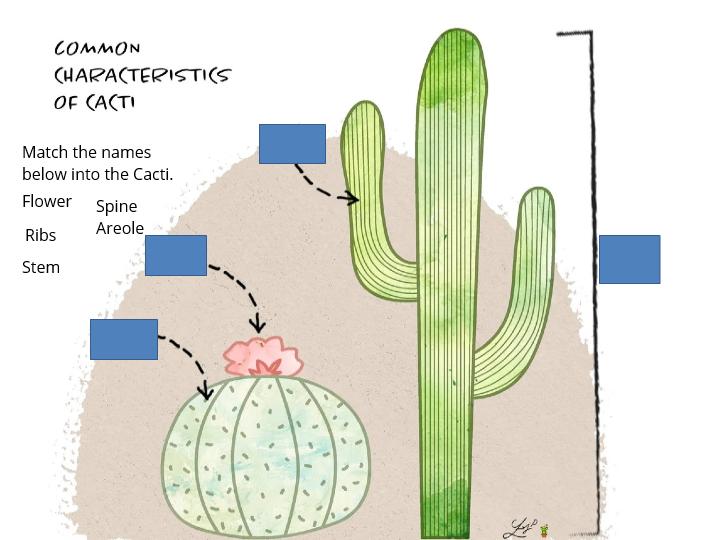 COMMON
CHARACTERISTICS
OF CACTI
Match the names
below into the Cacti.
Flower
Spine
Areole
Ribs
Stem